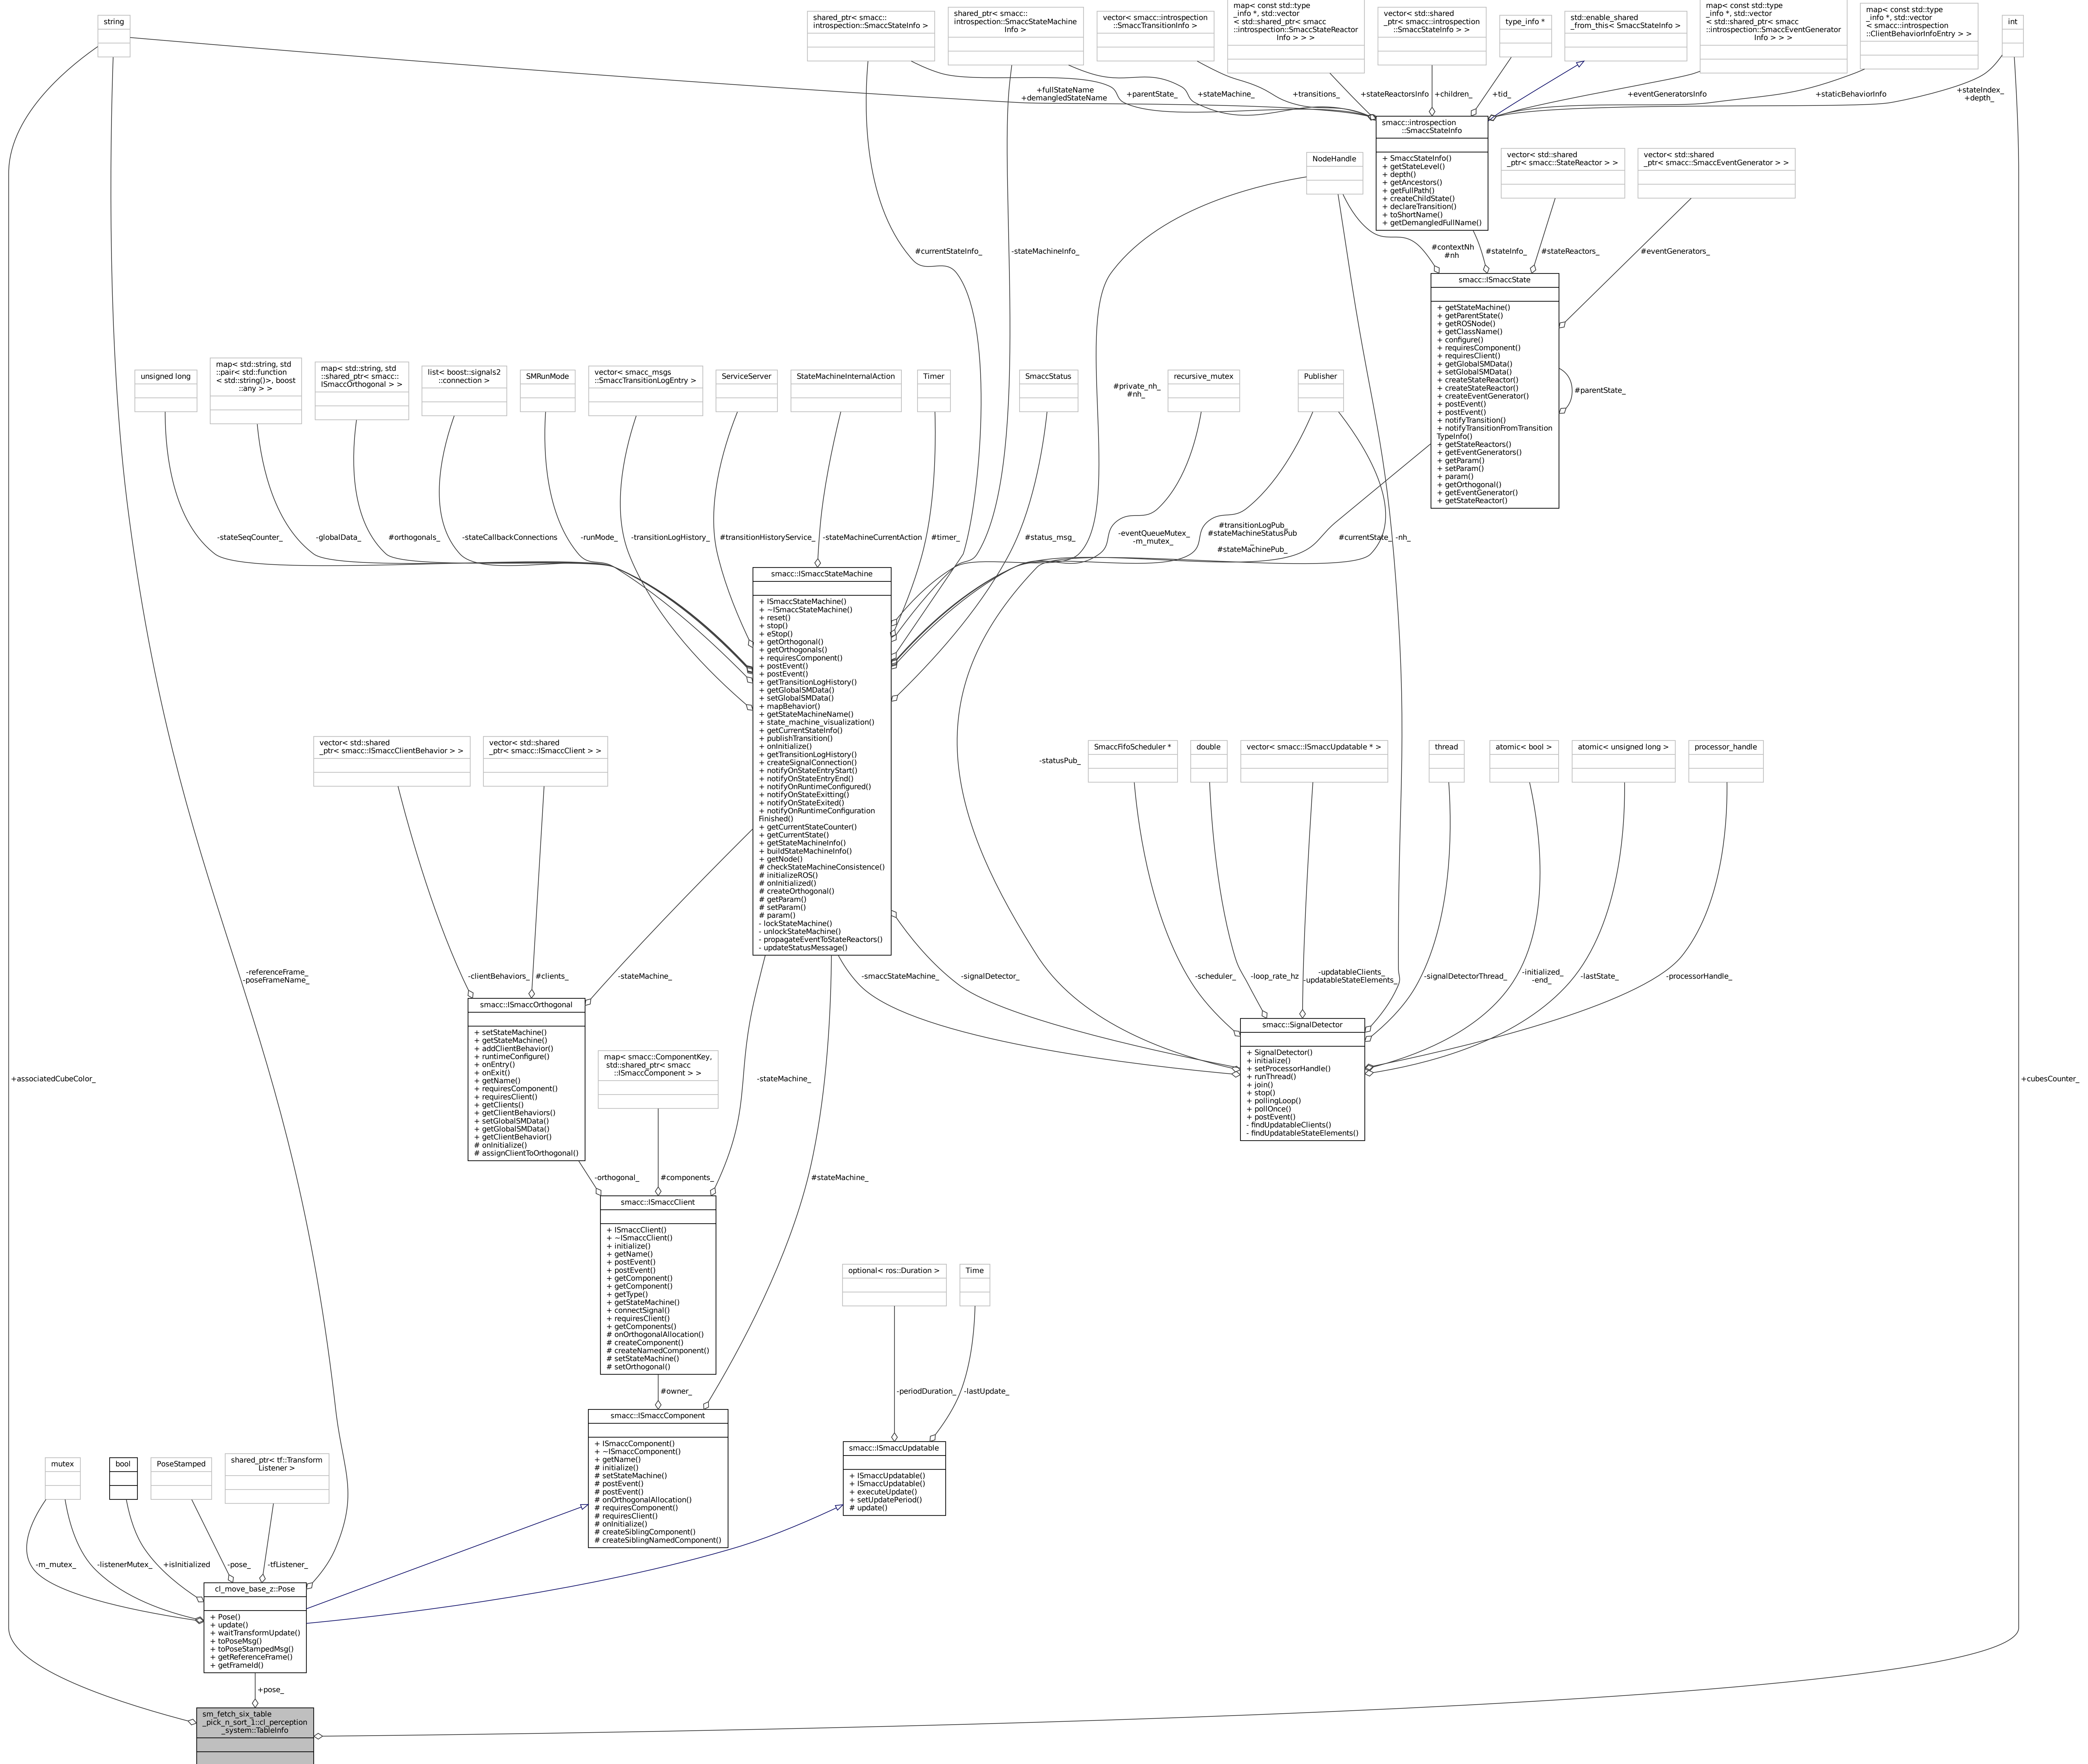 string
shared_ptr< smacc::
introspection::SmaccStateInfo >
shared_ptr< smacc::
introspection::SmaccStateMachine
Info >
vector< smacc::introspection
::SmaccTransitionInfo >
map< const std::type
_info *, std::vector
< std::shared_ptr< smacc
::introspection::SmaccStateReactor
Info > > >
vector< std::shared
_ptr< smacc::introspection
::SmaccStateInfo > >
type_info *
std::enable_shared
_from_this< SmaccStateInfo >
map< const std::type
_info *, std::vector
< std::shared_ptr< smacc
::introspection::SmaccEventGenerator
Info > > >
map< const std::type
_info *, std::vector
< smacc::introspection
::ClientBehaviorInfoEntry > >
int
+fullStateName
+demangledStateName
+parentState_
+stateMachine_
+transitions_
+stateReactorsInfo
+children_
+tid_
+eventGeneratorsInfo
+staticBehaviorInfo
+stateIndex_
+depth_
smacc::introspection
::SmaccStateInfo
+ SmaccStateInfo()
+ getStateLevel()
+ depth()
+ getAncestors()
+ getFullPath()
+ createChildState()
+ declareTransition()
+ toShortName()
+ getDemangledFullName()
NodeHandle
vector< std::shared
_ptr< smacc::StateReactor > >
vector< std::shared
_ptr< smacc::SmaccEventGenerator > >
#currentStateInfo_
-stateMachineInfo_
#contextNh
#nh
#stateInfo_
#stateReactors_
#eventGenerators_
smacc::ISmaccState
+ getStateMachine()
+ getParentState()
+ getROSNode()
+ getClassName()
+ configure()
+ requiresComponent()
+ requiresClient()
+ getGlobalSMData()
+ setGlobalSMData()
+ createStateReactor()
+ createStateReactor()
+ createEventGenerator()
+ postEvent()
+ postEvent()
+ notifyTransition()
+ notifyTransitionFromTransition
TypeInfo()
+ getStateReactors()
+ getEventGenerators()
+ getParam()
+ setParam()
+ param()
+ getOrthogonal()
+ getEventGenerator()
+ getStateReactor()
#parentState_
unsigned long
map< std::string, std
::pair< std::function
< std::string()>, boost
::any > >
map< std::string, std
::shared_ptr< smacc::
ISmaccOrthogonal > >
list< boost::signals2
::connection >
SMRunMode
vector< smacc_msgs
::SmaccTransitionLogEntry >
ServiceServer
StateMachineInternalAction
Timer
SmaccStatus
#private_nh_
#nh_
recursive_mutex
Publisher
-stateSeqCounter_
-globalData_
#orthogonals_
-stateCallbackConnections
-runMode_
-transitionLogHistory_
#transitionHistoryService_
-stateMachineCurrentAction
#timer_
#status_msg_
-eventQueueMutex_
-m_mutex_
#transitionLogPub_
#stateMachineStatusPub
_
#stateMachinePub_
#currentState_
-nh_
smacc::ISmaccStateMachine
+ ISmaccStateMachine()
+ ~ISmaccStateMachine()
+ reset()
+ stop()
+ eStop()
+ getOrthogonal()
+ getOrthogonals()
+ requiresComponent()
+ postEvent()
+ postEvent()
+ getTransitionLogHistory()
+ getGlobalSMData()
+ setGlobalSMData()
+ mapBehavior()
+ getStateMachineName()
+ state_machine_visualization()
+ getCurrentStateInfo()
+ publishTransition()
+ onInitialize()
+ getTransitionLogHistory()
+ createSignalConnection()
+ notifyOnStateEntryStart()
+ notifyOnStateEntryEnd()
+ notifyOnRuntimeConfigured()
+ notifyOnStateExitting()
+ notifyOnStateExited()
+ notifyOnRuntimeConfiguration
Finished()
+ getCurrentStateCounter()
+ getCurrentState()
+ getStateMachineInfo()
+ buildStateMachineInfo()
+ getNode()
# checkStateMachineConsistence()
# initializeROS()
# onInitialized()
# createOrthogonal()
# getParam()
# setParam()
# param()
- lockStateMachine()
- unlockStateMachine()
- propagateEventToStateReactors()
- updateStatusMessage()
vector< std::shared
_ptr< smacc::ISmaccClientBehavior > >
vector< std::shared
_ptr< smacc::ISmaccClient > >
-statusPub_
SmaccFifoScheduler *
double
vector< smacc::ISmaccUpdatable * >
thread
atomic< bool >
atomic< unsigned long >
processor_handle
-referenceFrame_
-poseFrameName_
-clientBehaviors_
#clients_
-stateMachine_
-smaccStateMachine_
-signalDetector_
-scheduler_
-loop_rate_hz
-updatableClients_
-updatableStateElements_
-signalDetectorThread_
-initialized_
-end_
-lastState_
-processorHandle_
smacc::ISmaccOrthogonal
+ setStateMachine()
+ getStateMachine()
+ addClientBehavior()
+ runtimeConfigure()
+ onEntry()
+ onExit()
+ getName()
+ requiresComponent()
+ requiresClient()
+ getClients()
+ getClientBehaviors()
+ setGlobalSMData()
+ getGlobalSMData()
+ getClientBehavior()
# onInitialize()
# assignClientToOrthogonal()
smacc::SignalDetector
+ SignalDetector()
+ initialize()
+ setProcessorHandle()
+ runThread()
+ join()
+ stop()
+ pollingLoop()
+ pollOnce()
+ postEvent()
- findUpdatableClients()
- findUpdatableStateElements()
map< smacc::ComponentKey,
std::shared_ptr< smacc
::ISmaccComponent > >
+associatedCubeColor_
-stateMachine_
+cubesCounter_
-orthogonal_
#components_
#stateMachine_
smacc::ISmaccClient
+ ISmaccClient()
+ ~ISmaccClient()
+ initialize()
+ getName()
+ postEvent()
+ postEvent()
+ getComponent()
+ getComponent()
+ getType()
+ getStateMachine()
+ connectSignal()
+ requiresClient()
+ getComponents()
# onOrthogonalAllocation()
# createComponent()
# createNamedComponent()
# setStateMachine()
# setOrthogonal()
optional< ros::Duration >
Time
#owner_
-periodDuration_
-lastUpdate_
smacc::ISmaccComponent
+ ISmaccComponent()
+ ~ISmaccComponent()
+ getName()
# initialize()
# setStateMachine()
# postEvent()
# postEvent()
# onOrthogonalAllocation()
# requiresComponent()
# requiresClient()
# onInitialize()
# createSiblingComponent()
# createSiblingNamedComponent()
smacc::ISmaccUpdatable
+ ISmaccUpdatable()
+ ISmaccUpdatable()
+ executeUpdate()
+ setUpdatePeriod()
# update()
mutex
bool
PoseStamped
shared_ptr< tf::Transform
Listener >
-m_mutex_
-listenerMutex_
+isInitialized
-pose_
-tfListener_
cl_move_base_z::Pose
+ Pose()
+ update()
+ waitTransformUpdate()
+ toPoseMsg()
+ toPoseStampedMsg()
+ getReferenceFrame()
+ getFrameId()
+pose_
sm_fetch_six_table
_pick_n_sort_1::cl_perception
_system::TableInfo